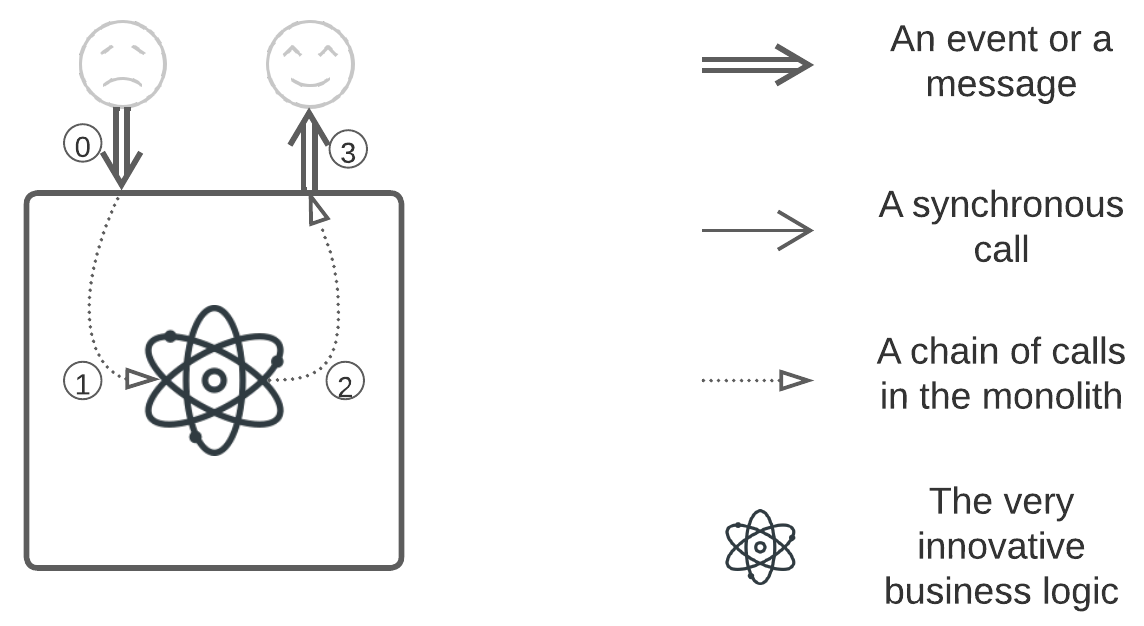 0
3
1
2
An event or a
message
A synchronous
call
A chain of calls
in the monolith
The very
innovative
business logic